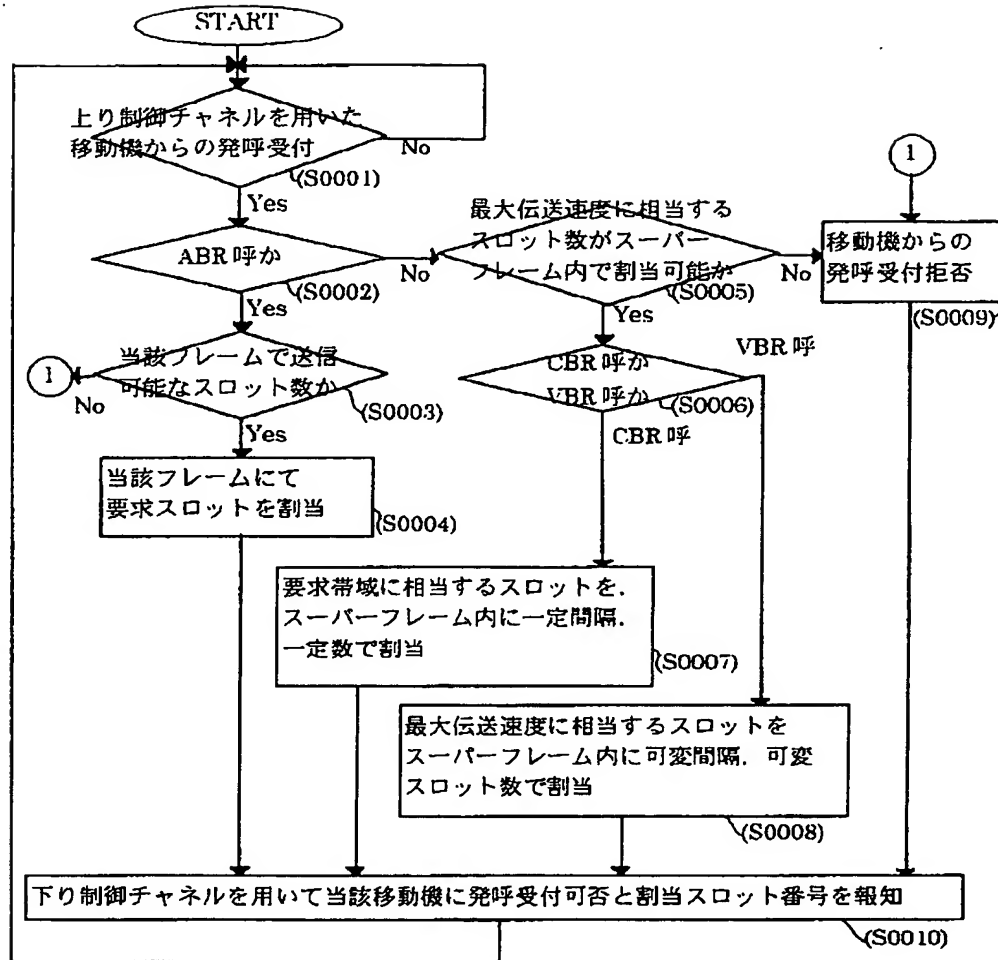 START
上り制御チャネルを用いた
移動機からの発呼受付
No
(S0001)
Yes
ABR呼か
No
(S0002)
Yes
当該フレームで送信
可能なスロット数か
(S0003)
1
No
Yes
当該フレームにて
要求スロットを割当
(S0004)
最大伝送速度に相当する
スロット数がスーパー
フレーム内で割当可能か
(S0005)
No
Yes
CBR呼か
VBR呼か
(S0006)
VBR呼
CBR呼
1
移動機からの
発呼受付拒否
(S0009)
要求帯域に相当するスロットを.
スーパーフレーム内に一定間隔.
一定数で割当
(S0007)
最大伝送速度に相当するスロットを
スーパーフレーム内に可変間隔. 可変
スロット数で割当
(S0008)
下り制御チャネルを用いて当該移動機に発呼受付可否と割当スロット番号を報知
(S0010)